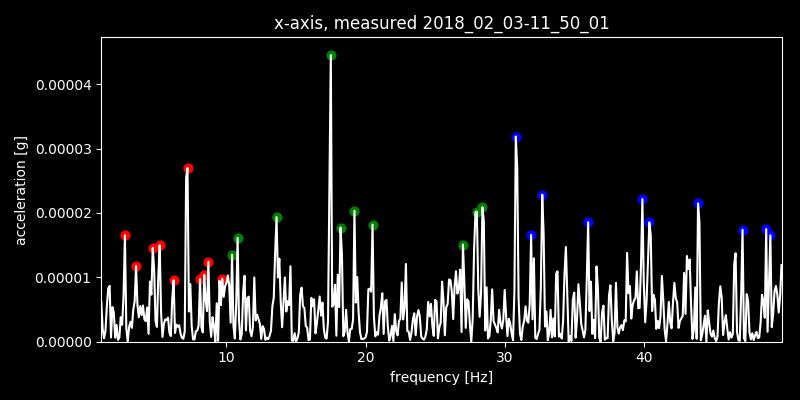 x-axis, measured 2018_02_03-11_50_01
acceleration [g]
0.00004
0.00003
0.00002
0.00001
0.00000
10 20 30 40
frequency [Hz]